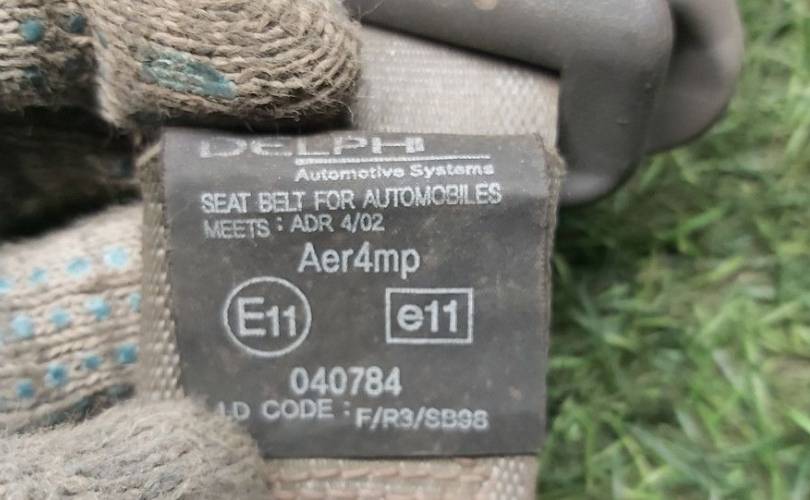 DELPHI
Automotive Systems
SEAT BELT FOR AUTOMOBILES
MEETS : ADR 4/02
Aer4mp
E11 e11
040784
I.D CODE : F/R3/SB98